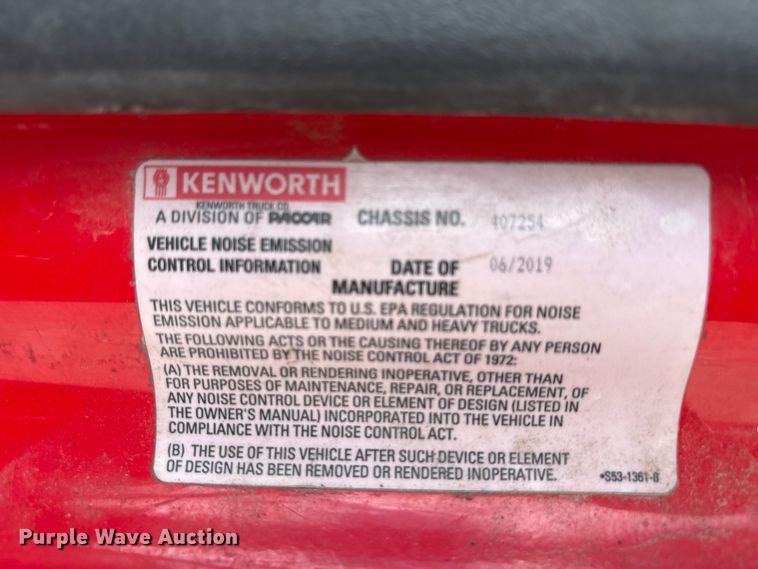 KENWORTH
KENWORTH TRUCK CO.
A DIVISION OF PACCAR CHASSIS NO. 407254
VEHICLE NOISE EMISSION
CONTROL INFORMATION DATE OF 06/2019
MANUFACTURE
THIS VEHICLE CONFORMS TO U.S. EPA REGULATION FOR NOISE
EMISSION APPLICABLE TO MEDIUM AND HEAVY TRUCKS.
THE FOLLOWING ACTS OR THE CAUSING THEREOF BY ANY PERSON
ARE PROHIBITED BY THE NOISE CONTROL ACT OF 1972:
(A) THE REMOVAL OR RENDERING INOPERATIVE, OTHER THAN
FOR PURPOSES OF MAINTENANCE, REPAIR, OR REPLACEMENT, OF
ANY NOISE CONTROL DEVICE OR ELEMENT OF DESIGN (LISTED IN
THE OWNER'S MANUAL) INCORPORATED INTO THE VEHICLE IN
COMPLIANCE WITH THE NOISE CONTROL ACT.
(B) THE USE OF THIS VEHICLE AFTER SUCH DEVICE OR ELEMENT
OF DESIGN HAS BEEN REMOVED OR RENDERED INOPERATIVE.
*S53-1361-8
Purple Wave Auction®